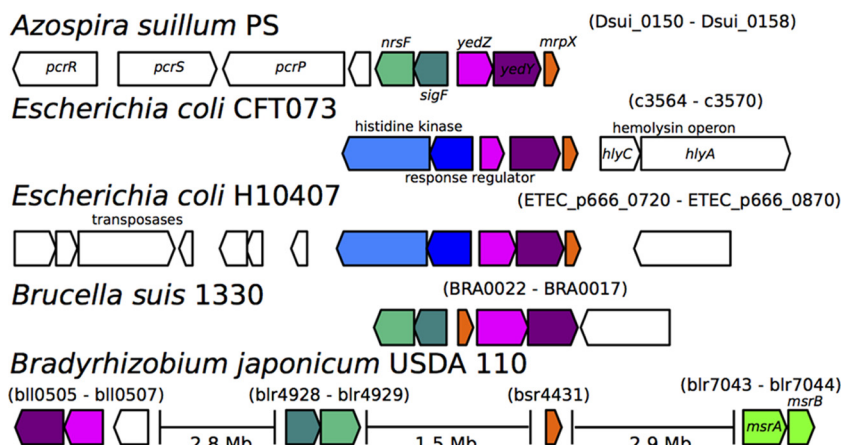 Azospira suillum PS
(Dsui_0150 - Dsui_0158)
nrsF
yedZ
mrpX
pcrR
pcrS
pcrP
yedY
sigF
Escherichia coli CFT073
(c3564 - c3570)
histidine kinase
hemolysin operon
hlyC
hlyA
response regulator
Escherichia coli H10407
(ETEC_p666_0720 - ETEC_p666_0870)
transposases
Brucella suis 1330
(BRA0022 - BRA0017)
Bradyrhizobium japonicum USDA 110
(bll0505 - bll0507)
(blr4928 - blr4929)
(bsr4431)
(blr7043 - blr7044)
msrB
msrA
2.8 Mb
1.5 Mb
2.9 Mb